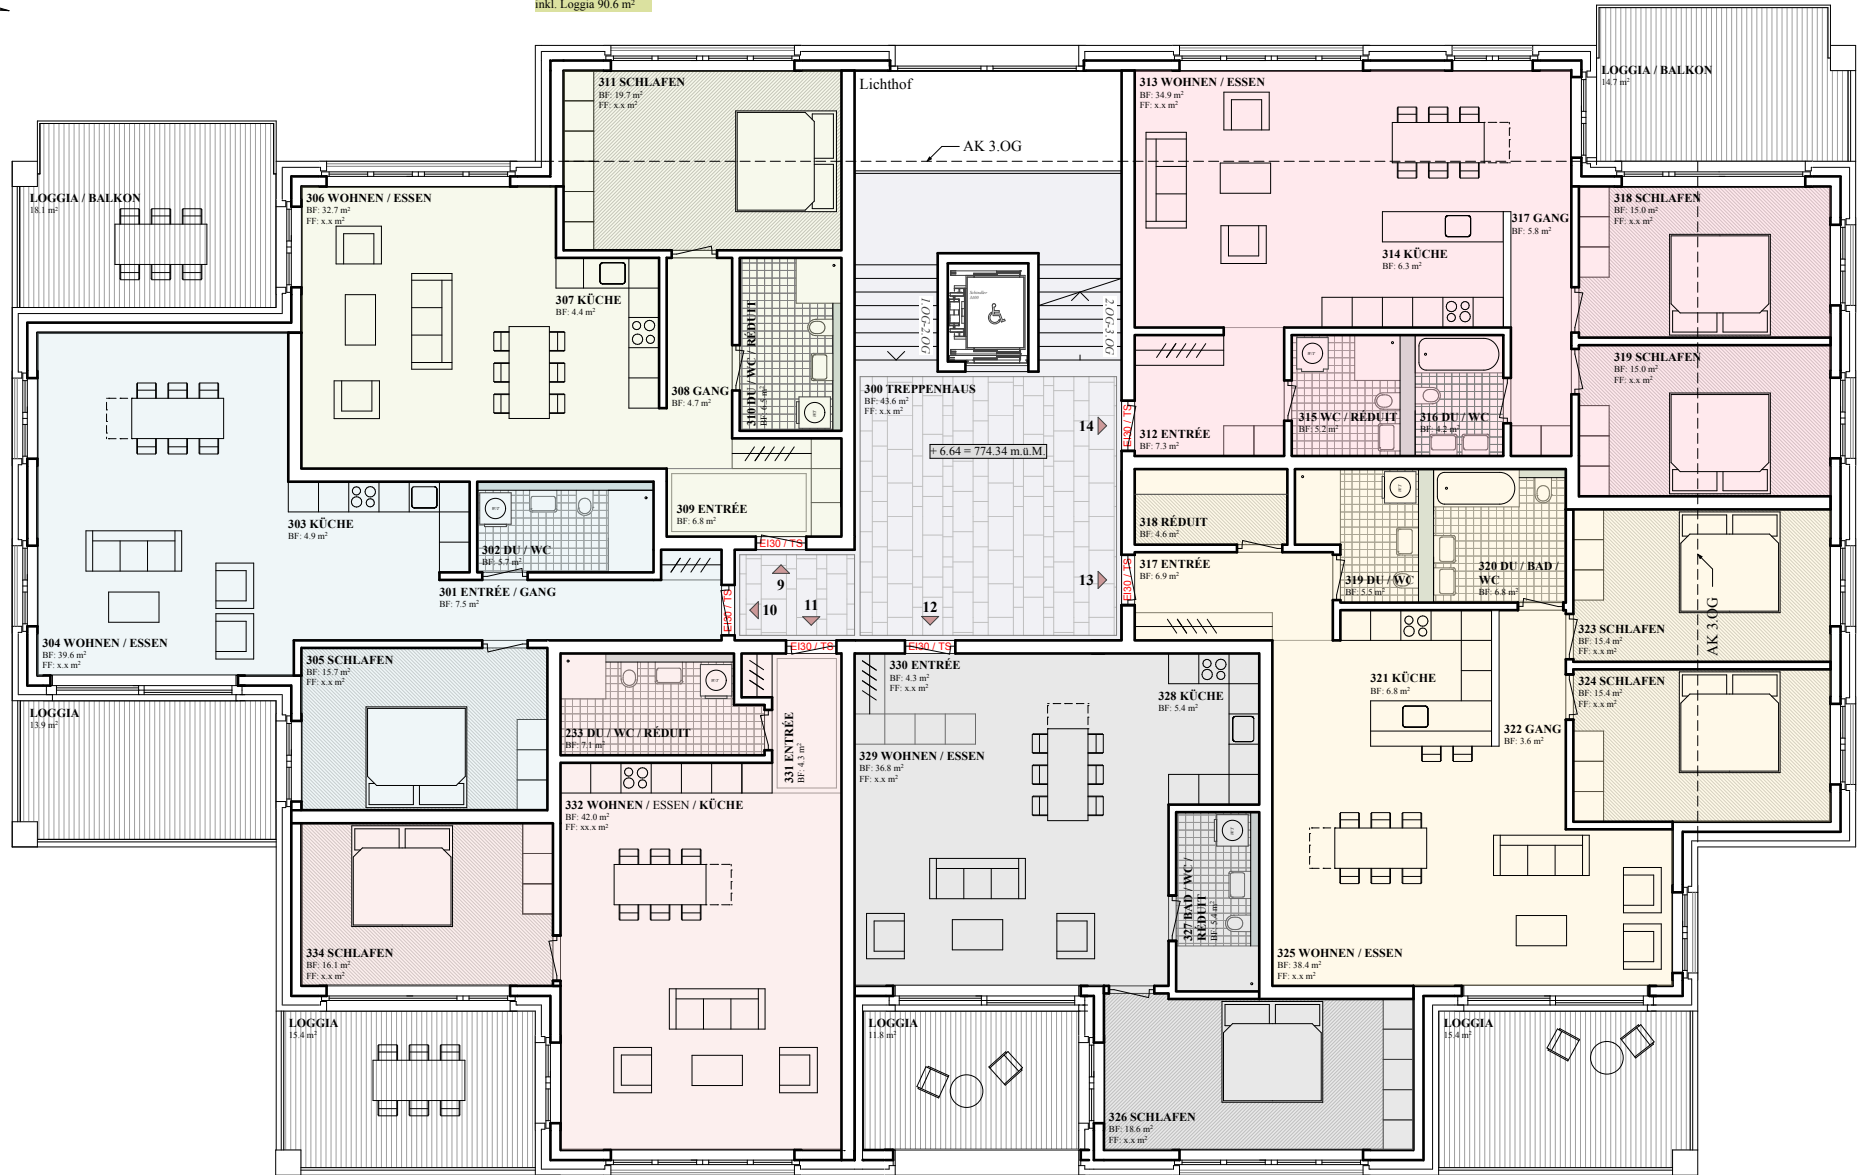 inkl. Loggia 90.6 m²
311 SCHLAFEN
BF: 19.7 m²
FF: x.x m²
Lichthof
313 WOHNEN / ESSEN
BF: 34.9 m²
FF: x.x m²
LOGGIA / BALKON
14.7 m²
AK 3.OG
LOGGIA / BALKON
18.1 m²
306 WOHNEN / ESSEN
BF: 32.7 m²
FF: x.x m²
318 SCHLAFEN
BF: 15.0 m²
FF: x.x m²
317 GANG
BF: 5.8 m²
314 KÜCHE
BF: 6.3 m²
307 KÜCHE
BF: 4.4 m²
1.OG-2.OG
2.OG-3.OG
310 DU / WC / RÉDUIT
BF: 6.5 m²
319 SCHLAFEN
BF: 15.0 m²
FF: x.x m²
308 GANG
BF: 4.7 m²
300 TREPPENHAUS
BF: 43.6 m²
FF: x.x m²
315 WC / RÉDUIT
BF: 5.2 m²
316 DU / WC
BF: 4.2 m²
14
EI30 / TS
312 ENTRÉE
BF: 7.3 m²
+ 6.64 = 774.34 m.ü.M.
309 ENTRÉE
BF: 6.8 m²
303 KÜCHE
BF: 4.9 m²
318 RÉDUIT
BF: 4.6 m²
EI30 / TS
302 DU / WC
BF: 5.7 m²
317 ENTRÉE
BF: 6.9 m²
319 DU / WC
BF: 5.5 m²
320 DU / BAD /
WC
BF: 6.8 m²
9
13
EI30 / TS
301 ENTRÉE / GANG
BF: 7.5 m²
EI30 / TS
10
11
12
323 SCHLAFEN
BF: 15.4 m²
FF: x.x m²
AK 3.OG
304 WOHNEN / ESSEN
BF: 39.6 m²
FF: x.x m²
EI30 / TS
EI30 / TS
305 SCHLAFEN
BF: 15.7 m²
FF: x.x m²
330 ENTRÉE
BF: 4.3 m²
FF: x.x m²
321 KÜCHE
BF: 6.8 m²
324 SCHLAFEN
BF: 15.4 m²
FF: x.x m²
328 KÜCHE
BF: 5.4 m²
LOGGIA
13.9 m²
233 DU / WC / RÉDUIT
BF: 7.1 m²
331 ENTRÉE
BF: 4.3 m²
322 GANG
BF: 3.6 m²
329 WOHNEN / ESSEN
BF: 36.8 m²
FF: x.x m²
332 WOHNEN / ESSEN / KÜCHE
BF: 42.0 m²
FF: xx.x m²
327 BAD / WC /
RÉDUIT
BF: 5.4 m²
334 SCHLAFEN
BF: 16.1 m²
FF: x.x m²
325 WOHNEN / ESSEN
BF: 38.4 m²
FF: x.x m²
LOGGIA
15.4 m²
LOGGIA
11.8 m²
LOGGIA
15.4 m²
326 SCHLAFEN
BF: 18.6 m²
FF: x.x m²